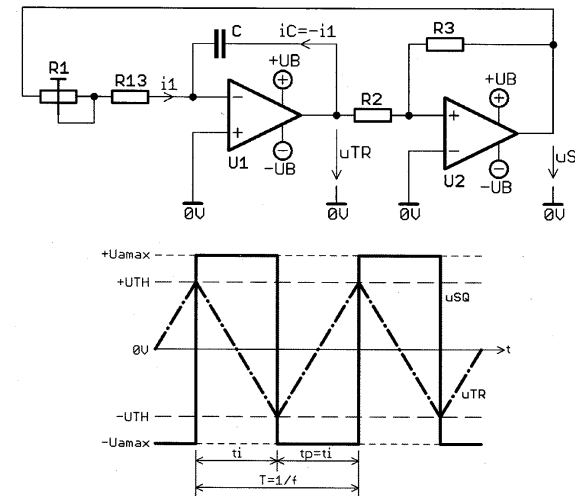 C
iC=-i1
R3
R1
R13
i1
+UB
R2
+UB
-
+
U1
-UB
uTR
+
-
U2
-UB
uS
0V
0V
0V
0V
+Uamax
+UTH
uSQ
0V
t
uTR
-UTH
-Uamax
ti
tp=ti
T=1/f